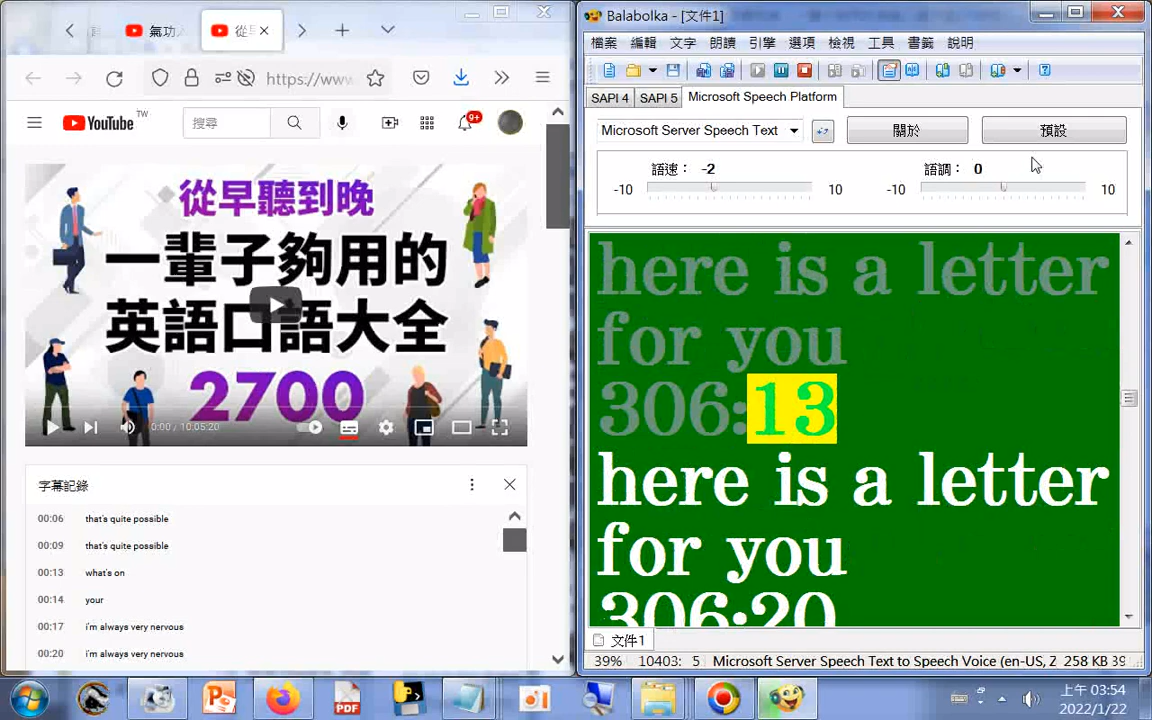 氣功
從
https://www
YouTube TW
搜尋
9+
從早聽到晚
一輩子夠用的
英語口語大全
2700
0:00 / 10:05:20
字幕記錄
00:06 that's quite possible
00:09 that's quite possible
00:13 what's on
00:14 your
00:17 i'm always very nervous
00:20 i'm always very nervous
Balabolka - [文件1]
檔案 編輯 文字 朗讀 引擎 選項 檢視 工具 書籤 說明
SAPI 4 SAPI 5 Microsoft Speech Platform
Microsoft Server Speech Text 關於 預設
語速: -2 語調: 0
-10 10 -10 10
here is a letter
for you
306:13
here is a letter
for you
306:20
文件1
39% 10403: 5 Microsoft Server Speech Text to Speech Voice (en-US, Z 258 KB 39
PDF
上午 03:54
2022/1/22